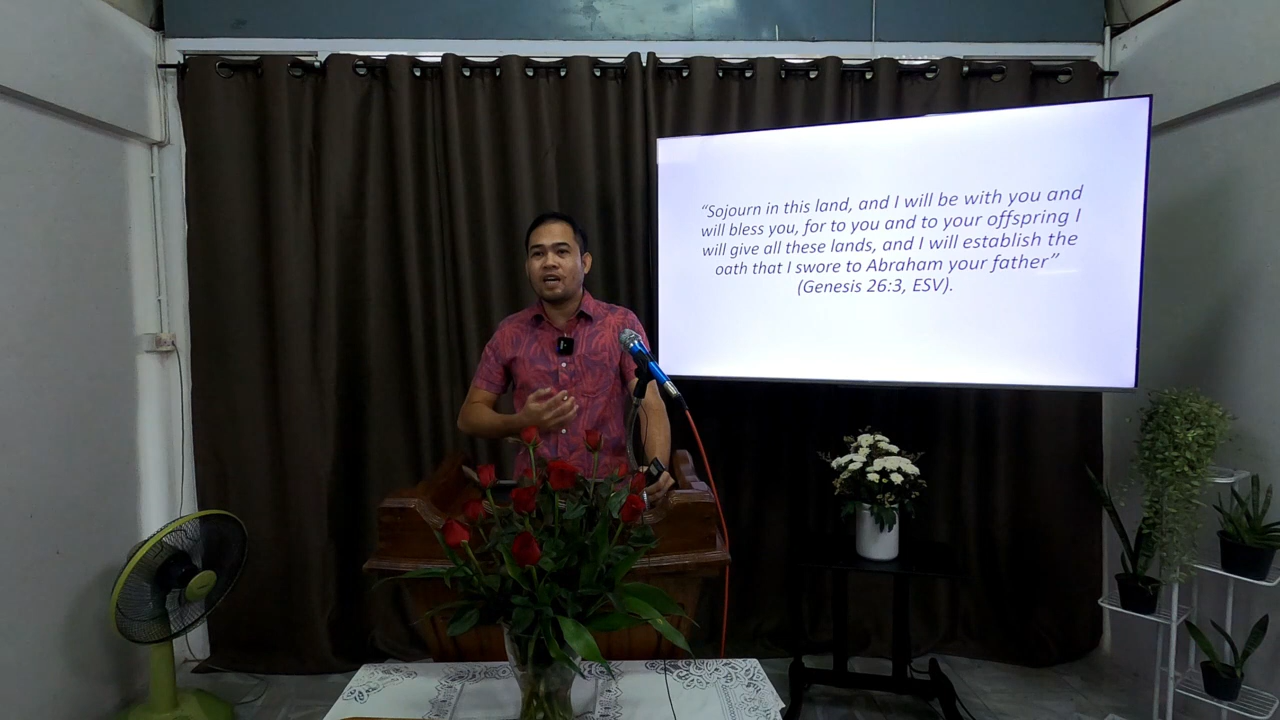 “Sojourn in this land, and I will be with you and
will bless you, for to you and to your offspring I
will give all these lands, and I will establish the
oath that I swore to Abraham your father”
(Genesis 26:3, ESV).